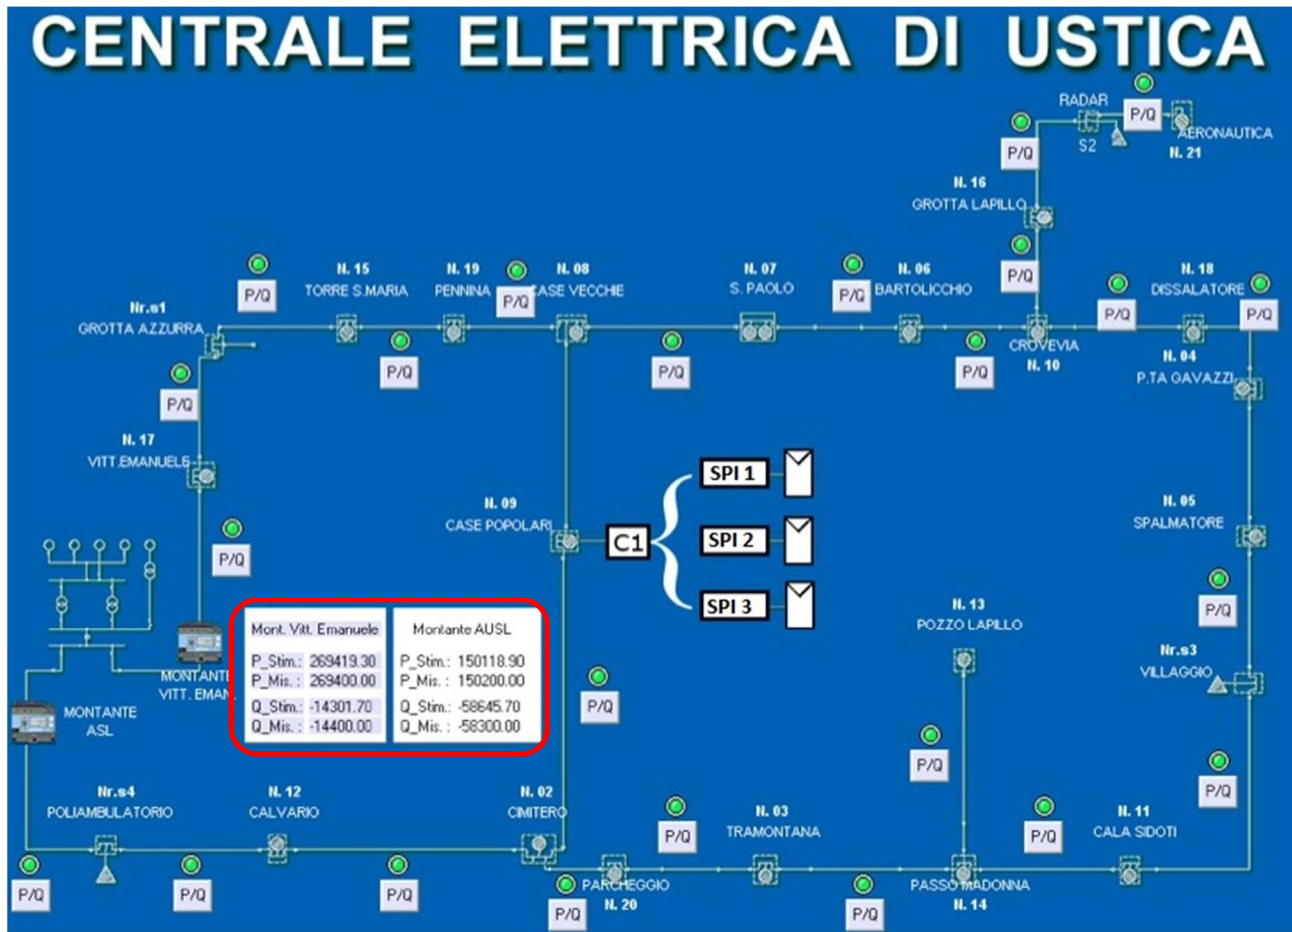 CENTRALE ELETTRICA DI USTICA
RADAR
P/Q
AERONAUTICA
S2
N. 21
P/Q
N. 16
GROTTA LAPILLO
N. 15
TORRE S.MARIA
N. 19
PENNINA
N. 08
CASE VECCHIE
N. 07
S. PAOLO
N. 06
BARTOLICCHIO
N. 18
DISSALATORE
P/Q
P/Q
P/Q
P/Q
P/Q
Nr.s1
GROTTA AZZURRA
CROVEVIA
N. 10
N. 04
P.TA GAVAZZI
P/Q
P/Q
P/Q
P/Q
P/Q
N. 17
VITT.EMANUELE
SPI 1
N. 09
CASE POPOLARI
C1
SPI 2
N. 05
SPALMATORE
P/Q
SPI 3
N. 13
POZZO LAPILLO
P/Q
Mont. Vitt. Emanuele
P_Stim.: 269419.30
P_Mis. : 269400.00
Q_Stim.: -14301.70
Q_Mis. : -14400.00
Montante AUSL
P_Stim.: 150118.90
P_Mis. : 150200.00
Q_Stim.: -58645.70
Q_Mis. : -58300.00
MONTANTE
VITT. EMAN.
Nr.s3
VILLAGGIO
MONTANTE
ASL
P/Q
P/Q
P/Q
Nr.s4
POLIAMBULATORIO
N. 12
CALVARIO
N. 02
CIMITERO
N. 03
TRAMONTANA
N. 11
CALA SIDOTI
P/Q
P/Q
P/Q
P/Q
P/Q
P/Q
PARCHEGGIO
N. 20
P/Q
PASSO MADONNA
N. 14